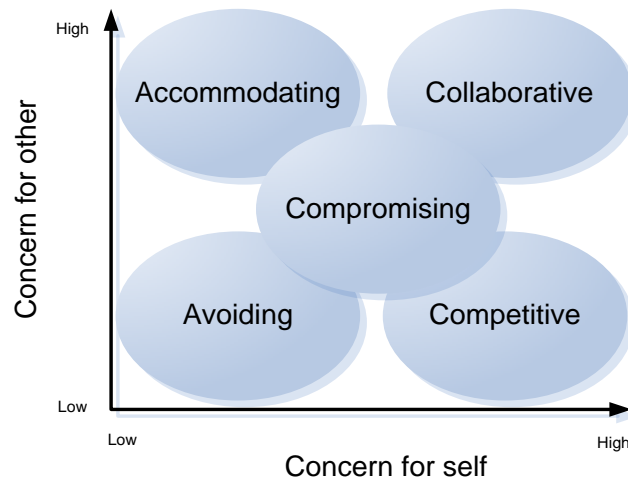 High
Accommodating
Collaborative
Concern for other
Compromising
Avoiding
Competitive
Low
Low
High
Concern for self